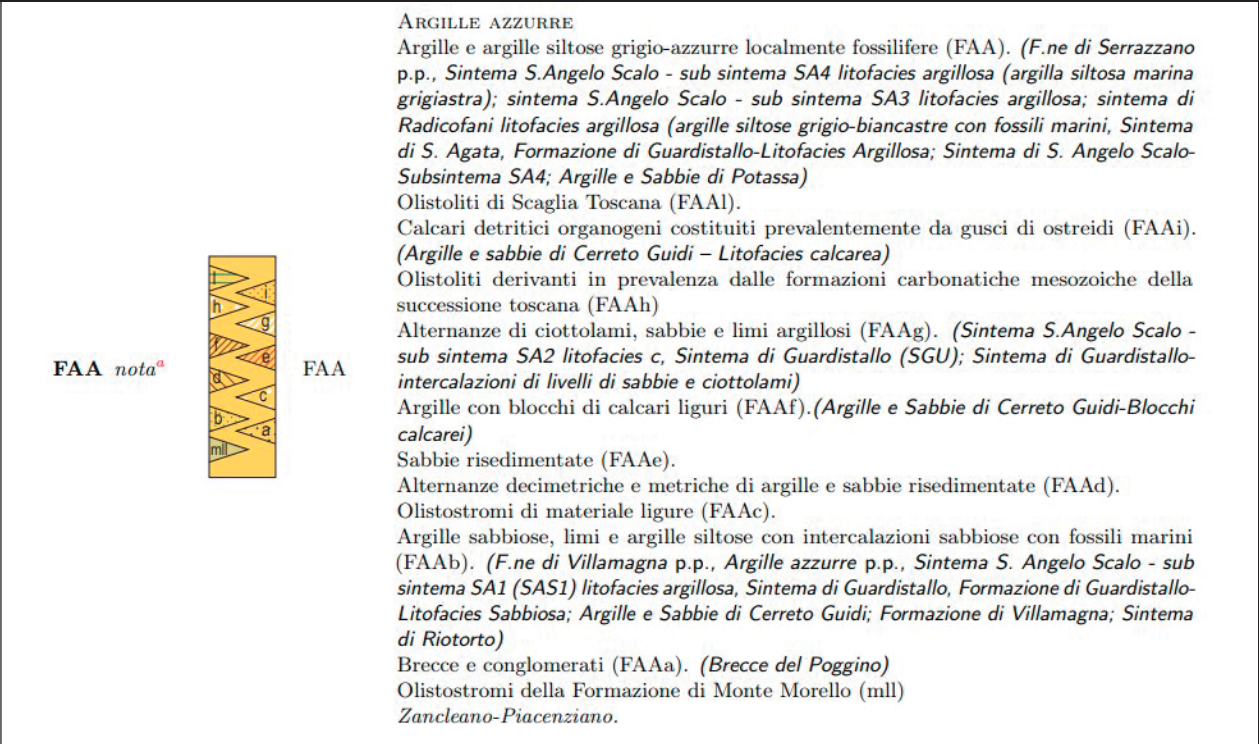 ARGILLE AZZURRE
Argille e argille siltose grigio-azzurre localmente fossilifere (FAA). (F.ne di Serrazzano
p.p., Sintema S.Angelo Scalo - sub sintema SA4 litofacies argillosa (argilla siltosa marina
grigiastra); sintema S.Angelo Scalo - sub sintema SA3 litofacies argillosa; sintema di
Radicofani litofacies argillosa (argille siltose grigio-biancastre con fossili marini, Sintema
di S. Agata, Formazione di Guardistallo-Litofacies Argillosa; Sintema di S. Angelo Scalo-
Subsintema SA4; Argille e Sabbie di Potassa)
Olistoliti di Scaglia Toscana (FAAl).
Calcari detritici organogeni costituiti prevalentemente da gusci di ostreidi (FAAi).
(Argille e sabbie di Cerreto Guidi – Litofacies calcarea)
Olistoliti derivanti in prevalenza dalle formazioni carbonatiche mesozoiche della
successione toscana (FAAh)
Alternanze di ciottolami, sabbie e limi argillosi (FAAg). (Sintema S.Angelo Scalo -
sub sintema SA2 litofacies c, Sintema di Guardistallo (SGU); Sintema di Guardistallo-
intercalazioni di livelli di sabbie e ciottolami)
Argille con blocchi di calcari liguri (FAAf).(Argille e Sabbie di Cerreto Guidi-Blocchi
calcarei)
Sabbie risedimentate (FAAe).
Alternanze decimetriche e metriche di argille e sabbie risedimentate (FAAd).
Olistostromi di materiale ligure (FAAc).
Argille sabbiose, limi e argille siltose con intercalazioni sabbiose con fossili marini
(FAAb). (F.ne di Villamagna p.p., Argille azzurre p.p., Sintema S. Angelo Scalo - sub
sintema SA1 (SAS1) litofacies argillosa, Sintema di Guardistallo, Formazione di Guardistallo-
Litofacies Sabbiosa; Argille e Sabbie di Cerreto Guidi; Formazione di Villamagna; Sintema
di Riotorto)
Brecce e conglomerati (FAAa). (Brecce del Poggino)
Olistostromi della Formazione di Monte Morello (mll)
Zancleano-Piacenziano.
FAA nota a
l
i
h
g
f
e
d
c
b
a
mll
FAA